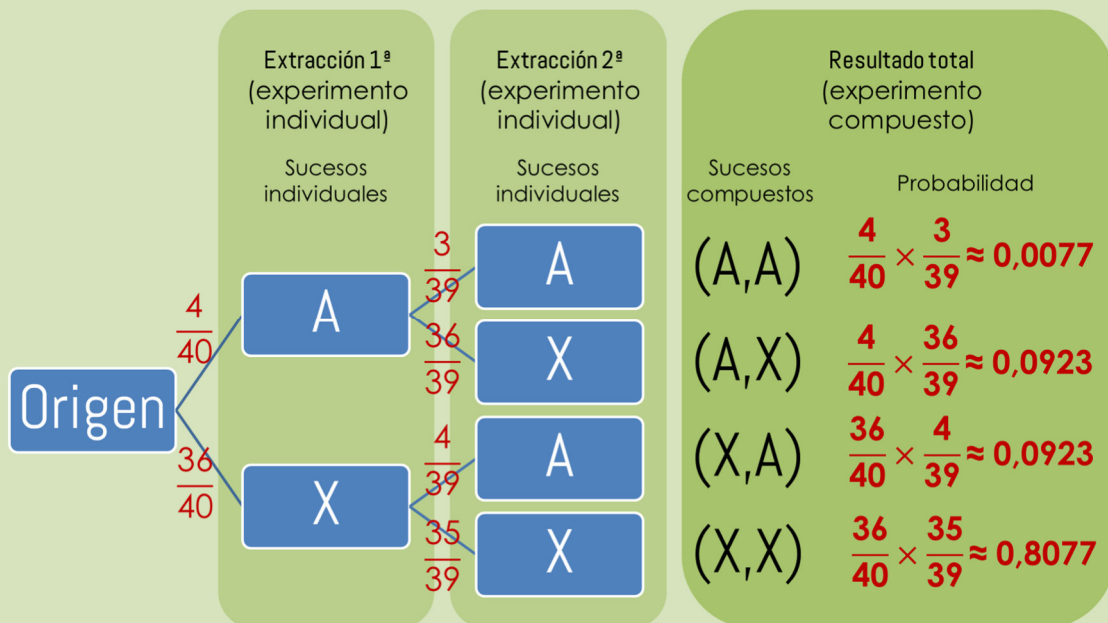 Extracción 1ª
(experimento
individual)
Sucesos
individuales
Extracción 2ª
(experimento
individual)
Sucesos
individuales
Resultado total
(experimento
compuesto)
Sucesos
compuestos
Probabilidad
Origen
4
40
36
40
A
X
3
39
36
39
4
39
35
39
A
X
A
X
(A,A) 4/40 × 3/39 ≈ 0,0077
(A,X) 4/40 × 36/39 ≈ 0,0923
(X,A) 36/40 × 4/39 ≈ 0,0923
(X,X) 36/40 × 35/39 ≈ 0,8077